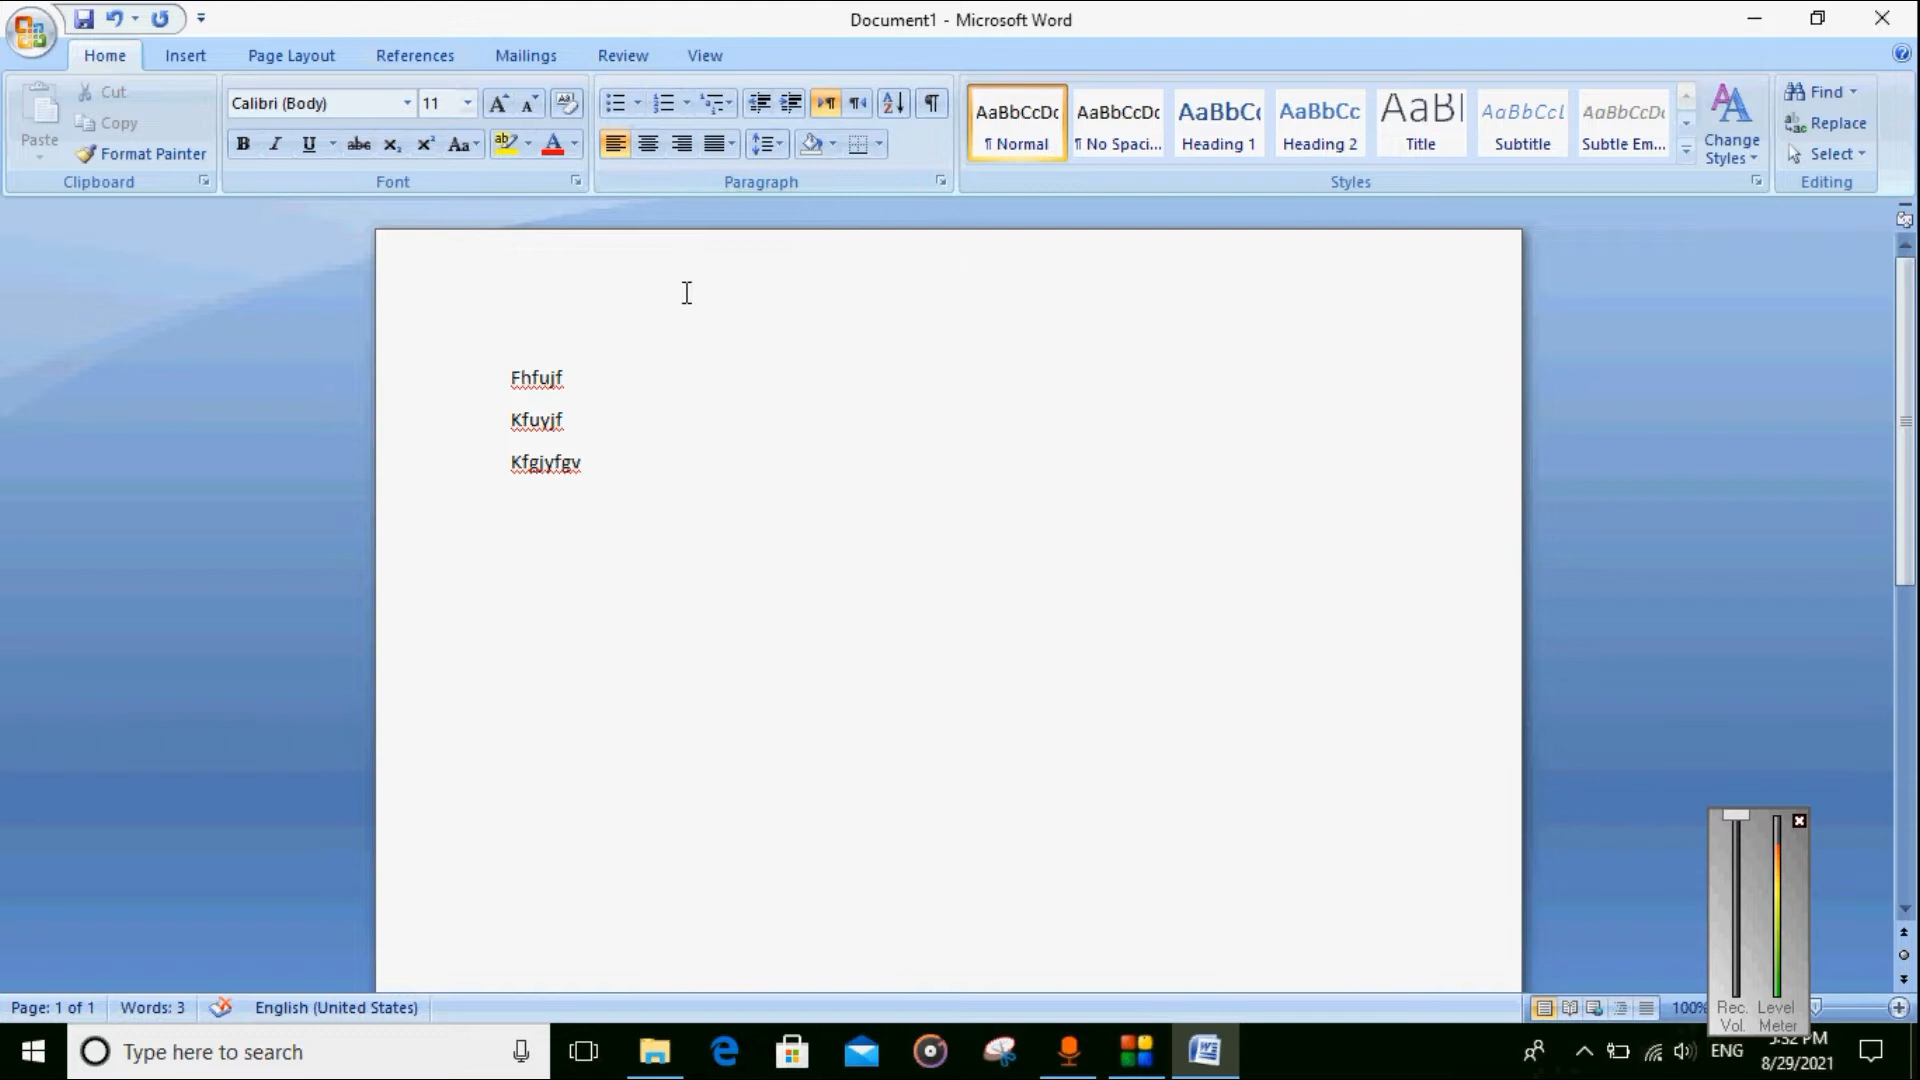 Document1 - Microsoft Word
Home Insert Page Layout References Mailings Review View
Paste
Cut
Copy
Format Painter
Clipboard
Calibri (Body) 11
Font
Paragraph
AaBbCcDc AaBbCcDc AaBbCc AaBbCc AaBl AaBbCcL AaBbCcDc
¶ Normal ¶ No Spaci... Heading 1 Heading 2 Title Subtitle Subtle Em...
Change Styles
Styles
Find
Replace
Select
Editing
Fhfujf
Kfuyjf
Kfgjyfgv
Rec. Vol.
Level Meter
Page: 1 of 1 Words: 3 English (United States) 100%
Type here to search
ENG
8/29/2021